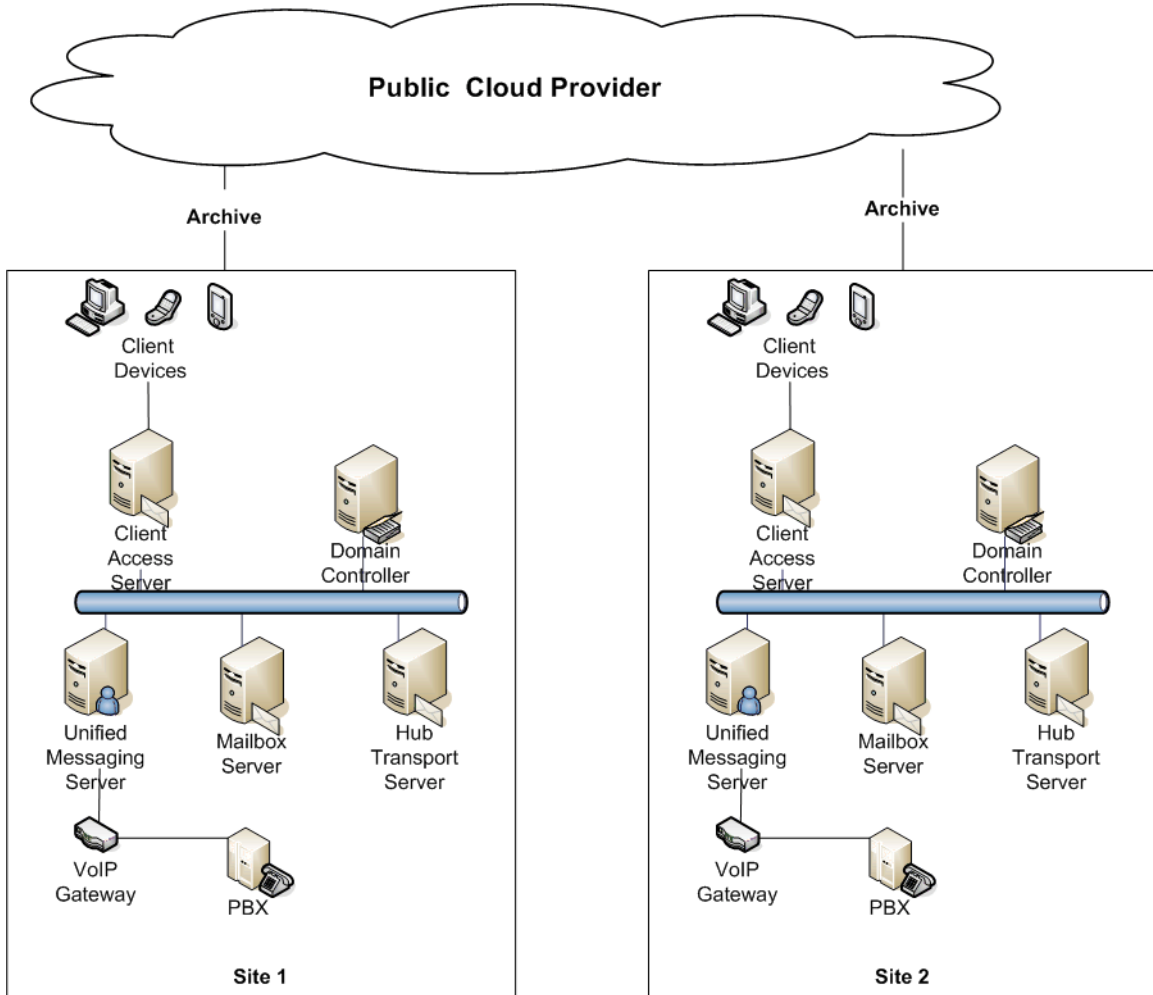 Public Cloud Provider
Archive
Archive
Client
Devices
Client
Access
Server
Domain
Controller
Unified
Messaging
Server
Mailbox
Server
Hub
Transport
Server
VoIP
Gateway
PBX
Site 1
Client
Devices
Client
Access
Server
Domain
Controller
Unified
Messaging
Server
Mailbox
Server
Hub
Transport
Server
VoIP
Gateway
PBX
Site 2